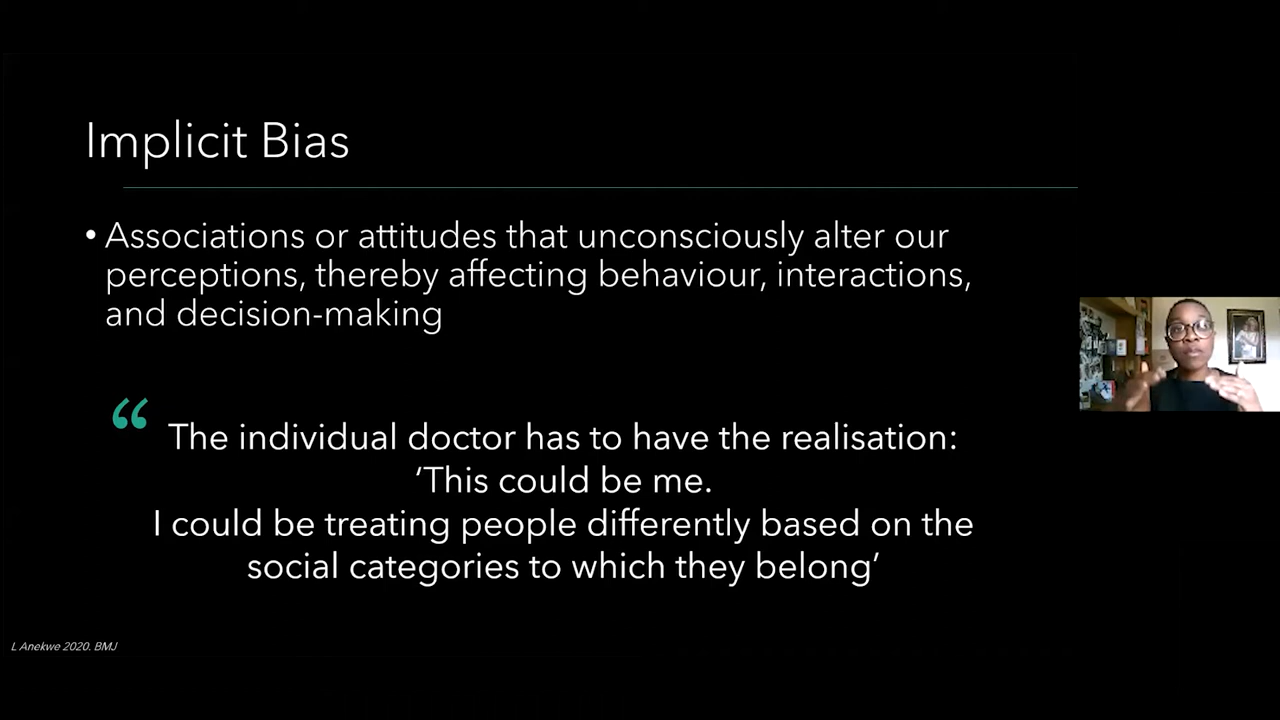 Implicit Bias
• Associations or attitudes that unconsciously alter our
perceptions, thereby affecting behaviour, interactions,
and decision-making
“ The individual doctor has to have the realisation:
‘This could be me.
I could be treating people differently based on the
social categories to which they belong’
L Anekwe 2020. BMJ